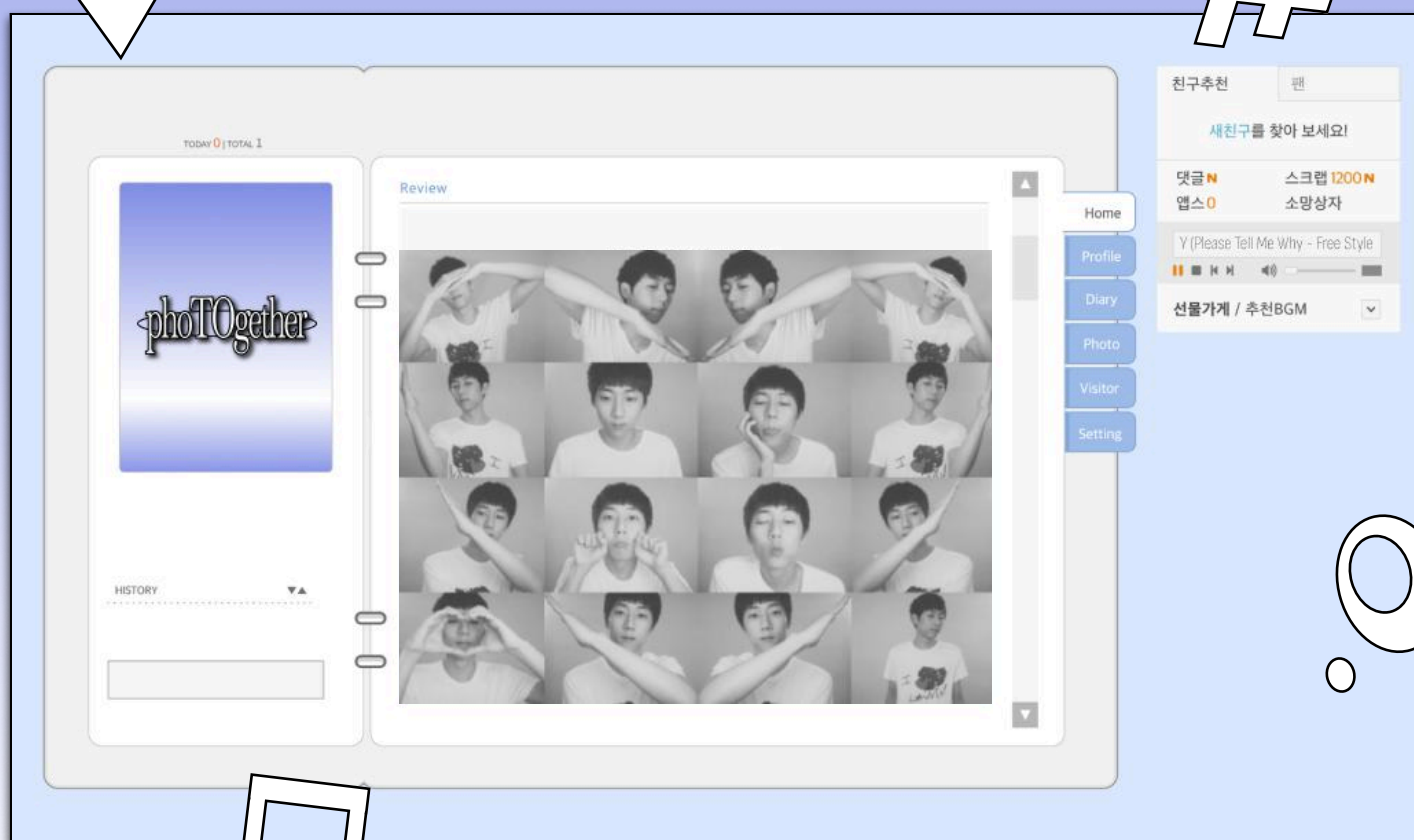 TODAY 0 | TOTAL 1
phoTOgether
HISTORY ▼▲
Review
Home
Profile
Diary
Photo
Visitor
Setting
친구추천 팬
새친구를 찾아 보세요!
댓글 N 스크랩 1200 N
앱스 0 소망상자
Y (Please Tell Me Why - Free Style
선물가게 / 추천BGM